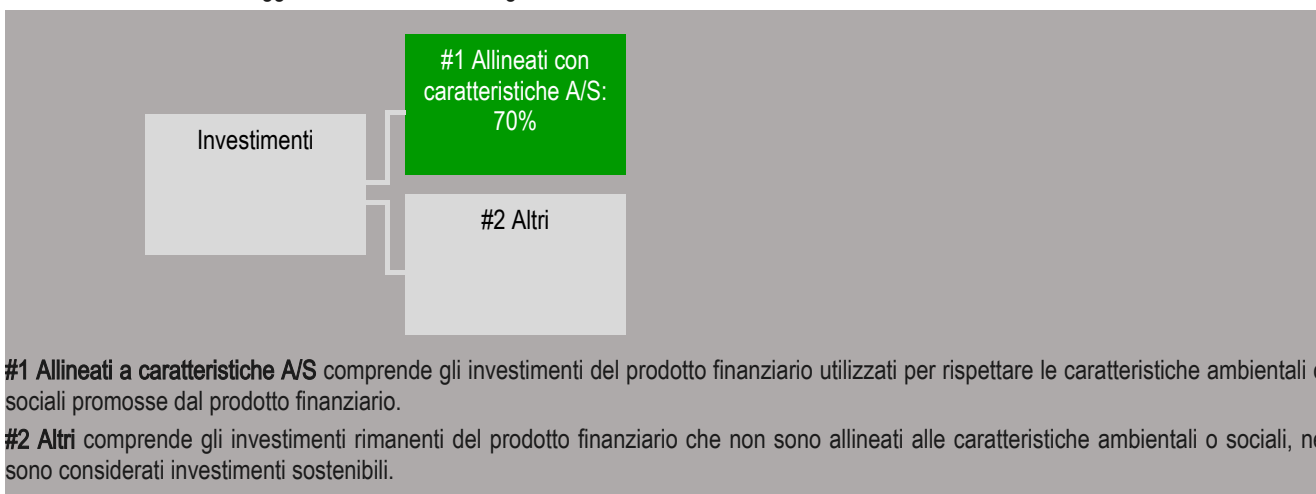 #1 Allineati con
caratteristiche A/S:
70%
Investimenti
#2 Altri
#1 Allineati a caratteristiche A/S comprende gli investimenti del prodotto finanziario utilizzati per rispettare le caratteristiche ambientali
sociali promosse dal prodotto finanziario.
#2 Altri comprende gli investimenti rimanenti del prodotto finanziario che non sono allineati alle caratteristiche ambientali o sociali,
sono considerati investimenti sostenibili.